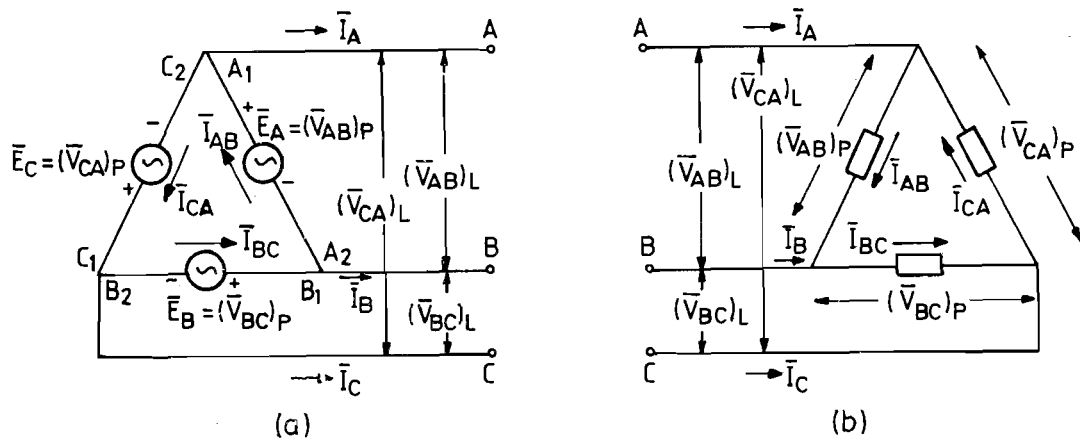 Ī_A
A
C₂
A₁
Ē_A=(V̄_AB)_P
Ī_AB
Ē_C=(V̄_CA)_P
Ī_CA
(V̄_AB)_L
(V̄_CA)_L
Ī_BC
C₁
A₂
B
B₂
B₁
Ī_B
Ē_B=(V̄_BC)_P
(V̄_BC)_L
C
Ī_C
(a)
A
Ī_A
(V̄_CA)_L
(V̄_AB)_P
(V̄_CA)_P
(V̄_AB)_L
Ī_AB
Ī_CA
B
Ī_B
Ī_BC
(V̄_BC)_L
(V̄_BC)_P
C
Ī_C
(b)